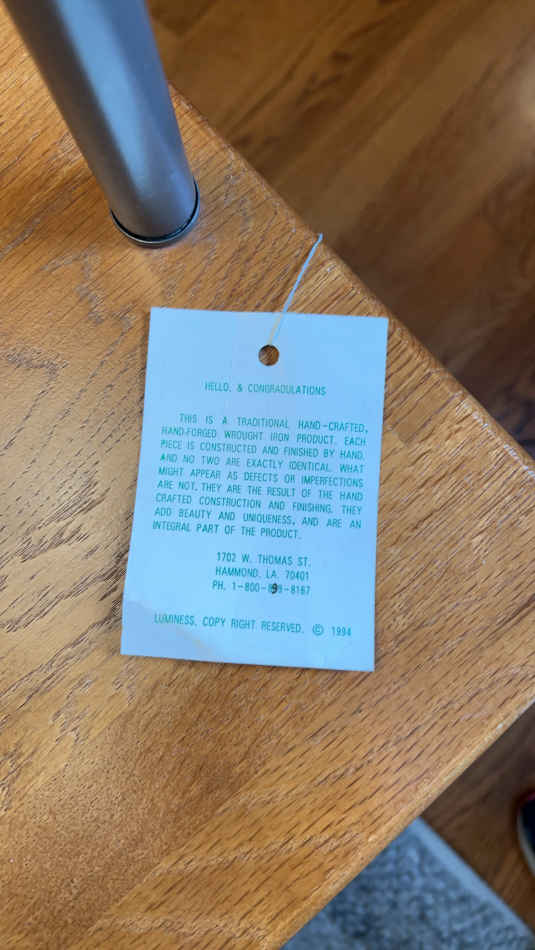 HELLO, & CONGRADULATIONS
THIS IS A TRADITIONAL HAND-CRAFTED,
HAND-FORGED WROUGHT IRON PRODUCT. EACH
PIECE IS CONSTRUCTED AND FINISHED BY HAND
AND NO TWO ARE EXACTLY IDENTICAL. WHAT
MIGHT APPEAR AS DEFECTS OR IMPERFECTIONS
ARE NOT. THEY ARE THE RESULT OF THE HAND
CRAFTED CONSTRUCTION AND FINISHING. THEY
ADD BEAUTY AND UNIQUENESS, AND ARE AN
INTEGRAL PART OF THE PRODUCT.
1702 W. THOMAS ST.
HAMMOND, LA. 70401
PH. 1-800-
LUMINESS, COPY RIGHT RESERVED. © 1994